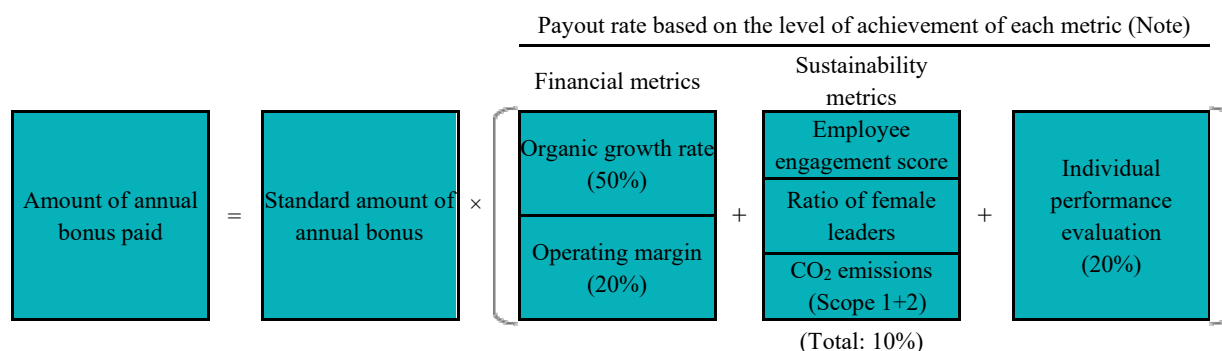 Payout rate based on the level of achievement of each metric (Note)
Financial metrics
Sustainability
metrics
Amount of annual
bonus paid
=
Standard amount of
annual bonus
×
Organic growth rate
(50%)
Operating margin
(20%)
+
Employee
engagement score
Ratio of female
leaders
CO₂ emissions
(Scope 1+2)
(Total: 10%)
+
Individual
performance
evaluation
(20%)